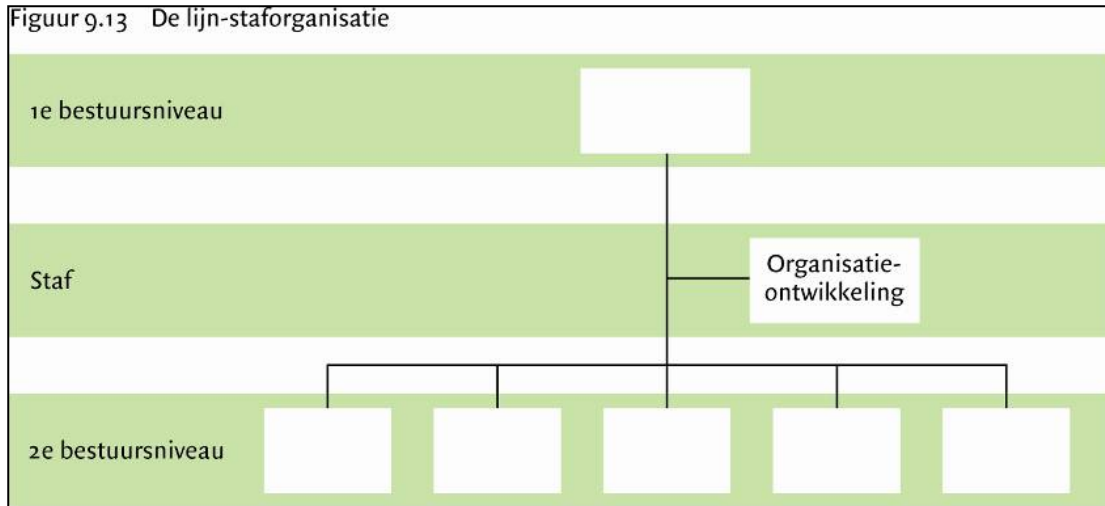 Figuur 9.13 De lijn-staforganisatie
1e bestuursniveau
Staf
Organisatie-
ontwikkeling
2e bestuursniveau